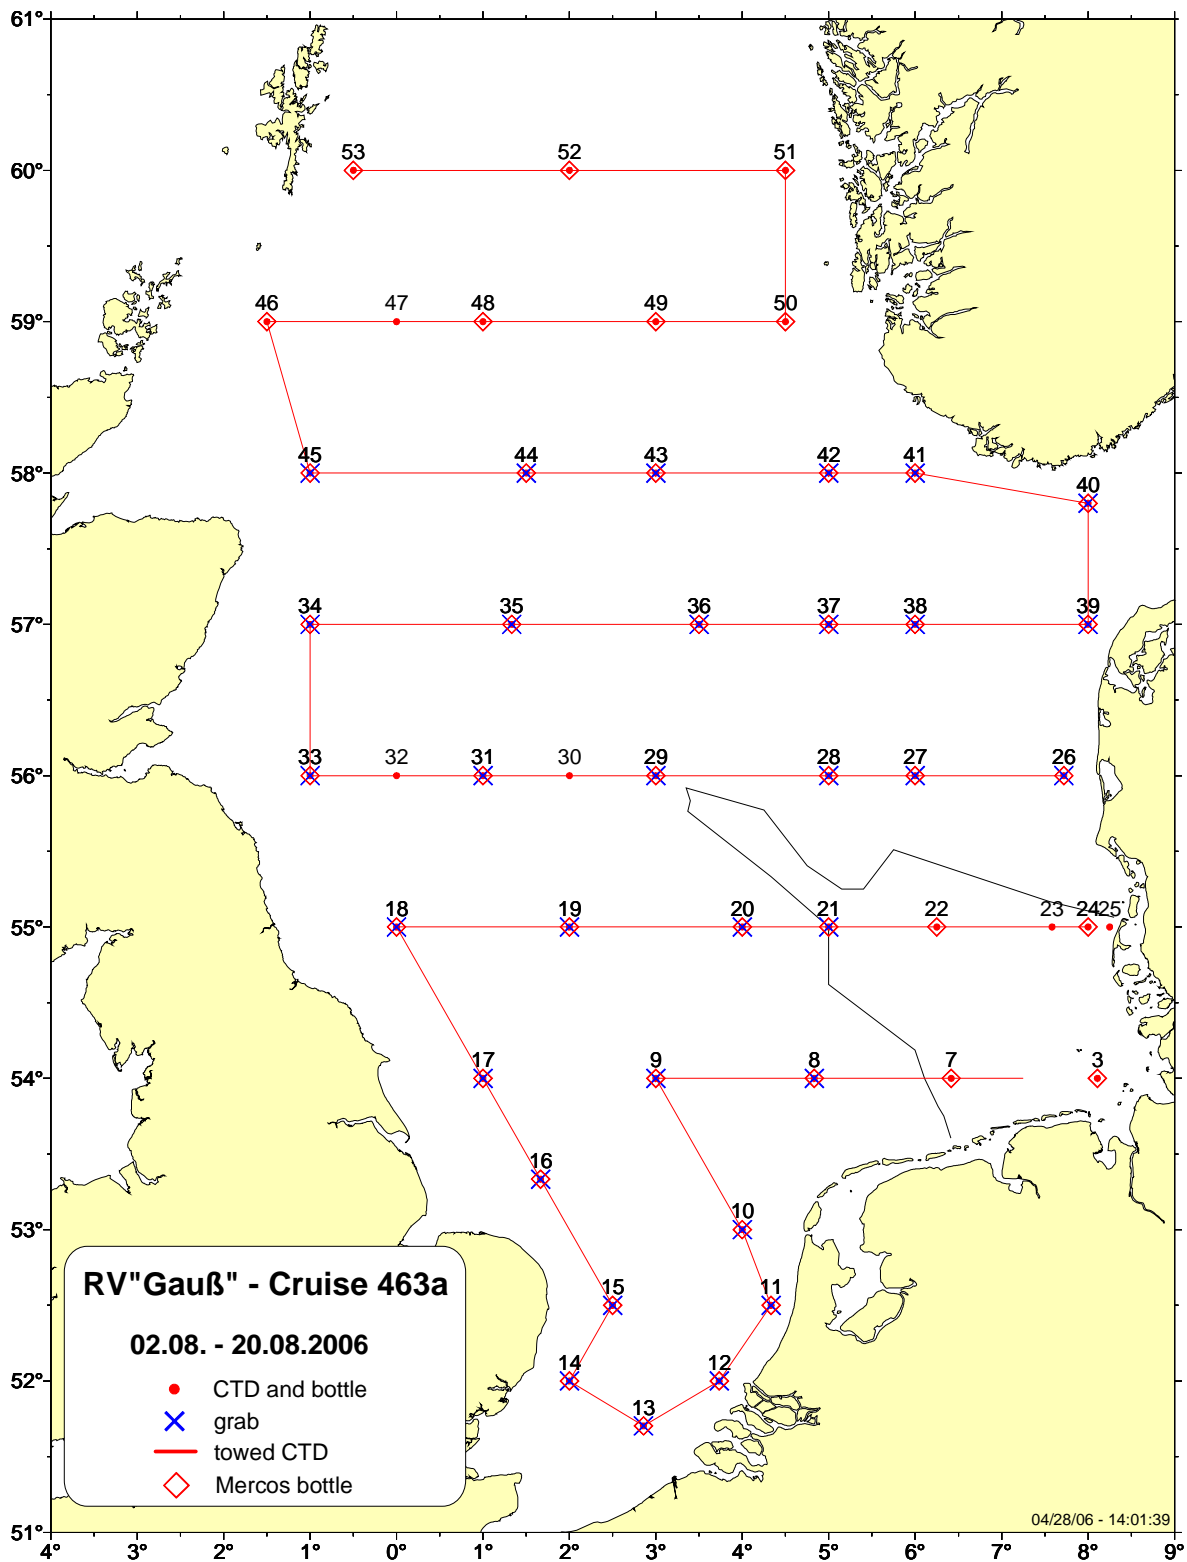 61°
53 52 51
60°
46 47 48 49 50
59°
45 44 43 42 41
58°
40
34 35 36 37 38 39
57°
33 32 31 30 29 28 27 26
56°
18 19 20 21 22 23 24 25
55°
17 9 8 7 3
54°
16
10
53°
15 11
14 12
52°
13
51°
RV"Gauß" - Cruise 463a
02.08. - 20.08.2006
CTD and bottle
grab
towed CTD
Mercos bottle
04/28/06 - 14:01:39
4° 3° 2° 1° 0° 1° 2° 3° 4° 5° 6° 7° 8° 9°